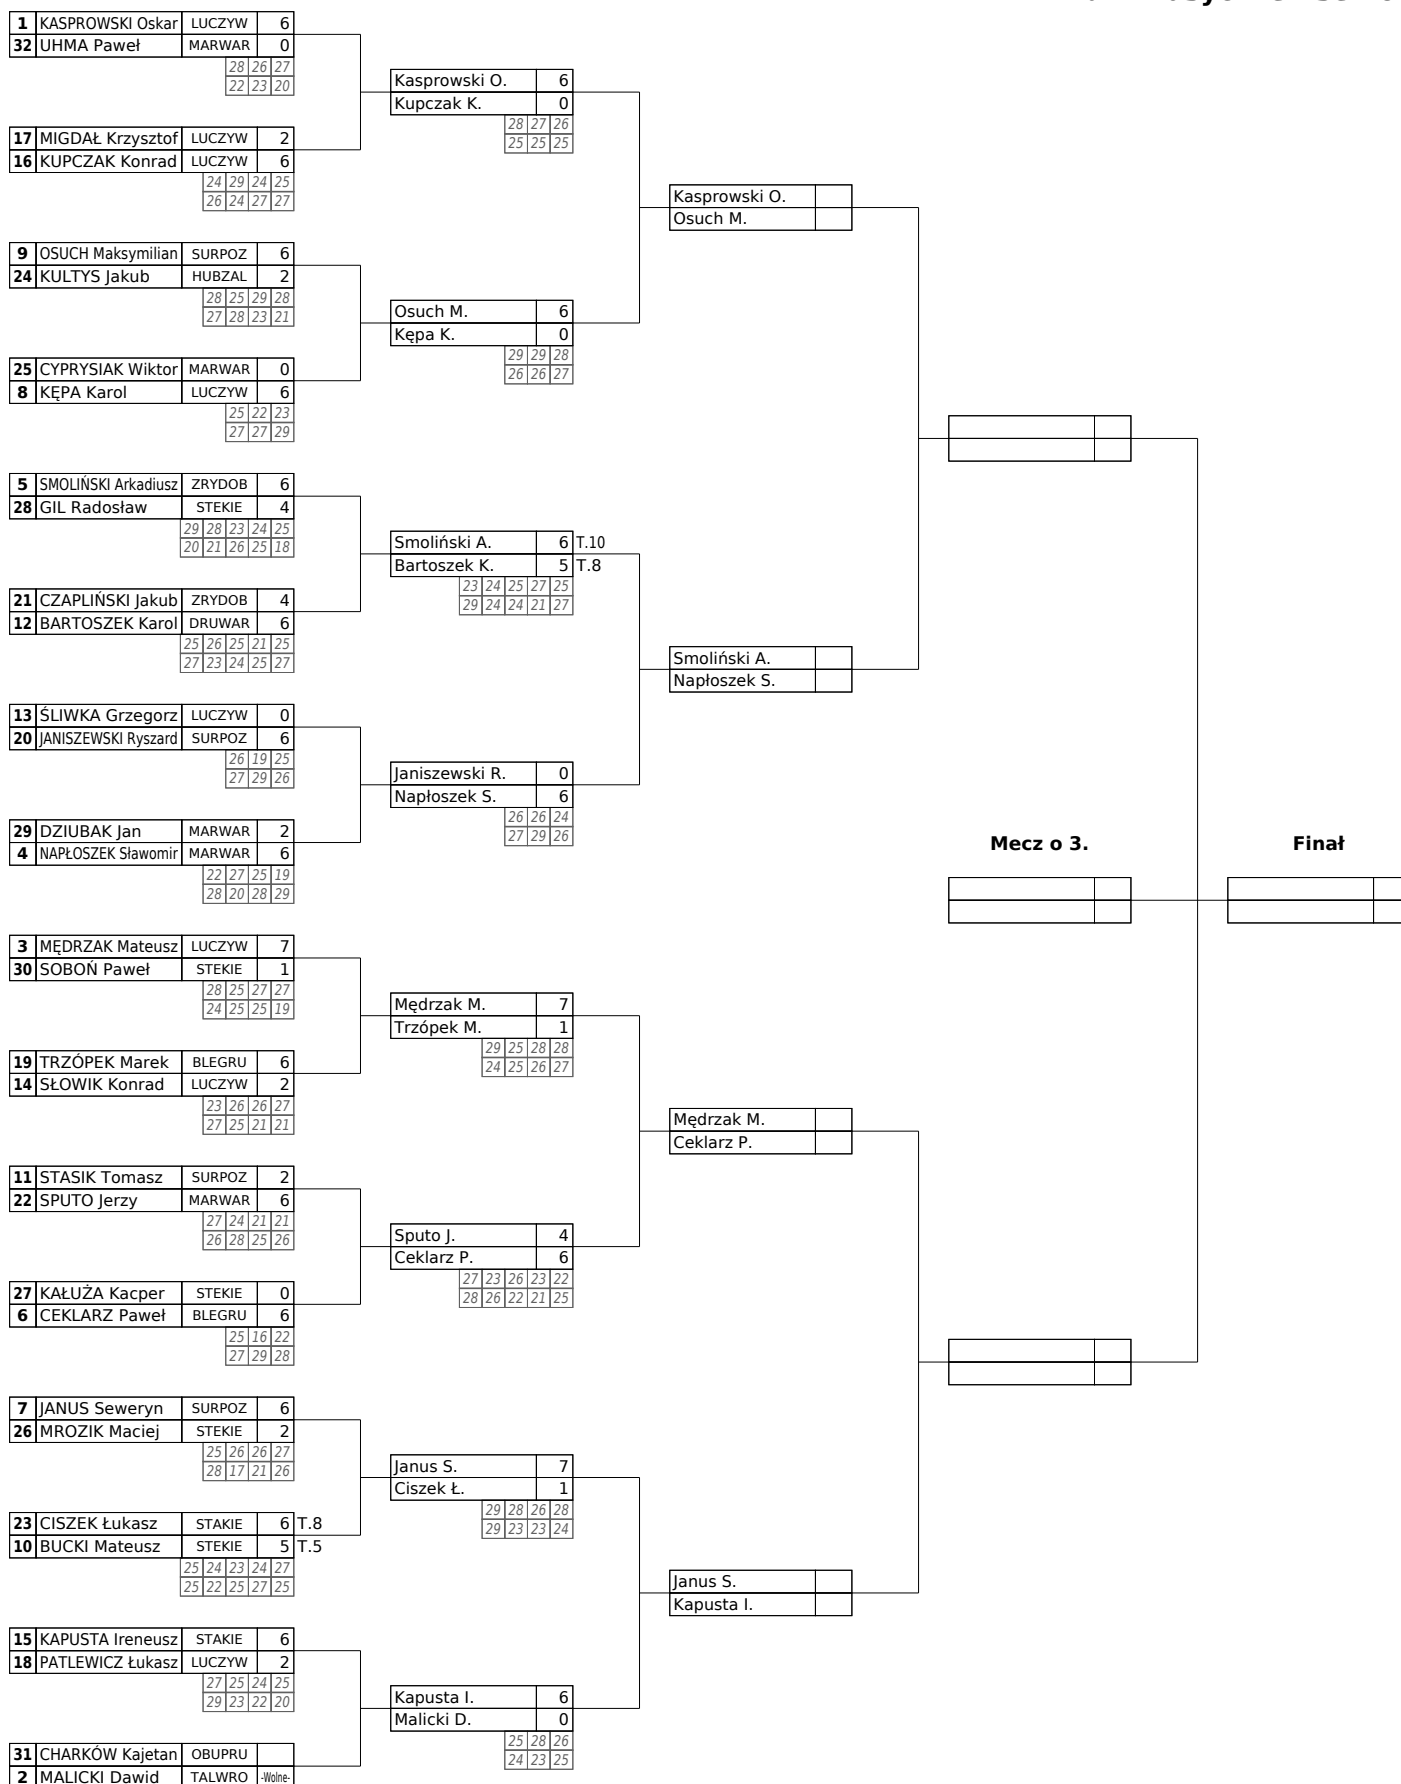 1 KASPROWSKI Oskar LUCZYW 6
32 UHMA Paweł MARWAR 0
28 26 27
22 23 20
17 MIGDAŁ Krzysztof LUCZYW 2
16 KUPCZAK Konrad LUCZYW 6
24 29 24 25
26 24 27 27
9 OSUCH Maksymilian SURPOZ 6
24 KULTYS Jakub HUBZAL 2
28 25 29 28
27 28 23 21
25 CYPRYSIAK Wiktor MARWAR 0
8 KĘPA Karol LUCZYW 6
25 22 23
27 27 29
5 SMOLIŃSKI Arkadiusz ZRYDOB 6
28 GIL Radosław STEKIE 4
29 28 23 24 25
20 21 26 25 18
21 CZAPLIŃSKI Jakub ZRYDOB 4
12 BARTOSZEK Karol DRUWAR 6
25 26 25 21 25
27 23 24 25 27
13 ŚLIWKA Grzegorz LUCZYW 0
20 JANISZEWSKI Ryszard SURPOZ 6
26 19 25
27 29 26
29 DZIUBAK Jan MARWAR 2
4 NAPŁOSZEK Sławomir MARWAR 6
22 27 25 19
28 20 28 29
3 MĘDRZAK Mateusz LUCZYW 7
30 SOBOŃ Paweł STEKIE 1
28 25 27 27
24 25 25 19
19 TRZÓPEK Marek BLEGRU 6
14 SŁOWIK Konrad LUCZYW 2
23 26 26 27
27 25 21 21
11 STASIK Tomasz SURPOZ 2
22 SPUTO Jerzy MARWAR 6
27 24 21 21
26 28 25 26
27 KAŁUŻA Kacper STEKIE 0
6 CEKLARZ Paweł BLEGRU 6
25 16 22
27 29 28
7 JANUS Seweryn SURPOZ 6
26 MROZIK Maciej STEKIE 2
25 26 26 27
28 17 21 26
23 CISZEK Łukasz STAKIE 6 T.8
10 BUCKI Mateusz STEKIE 5 T.5
25 24 23 24 27
25 22 25 27 25
15 KAPUSTA Ireneusz STAKIE 6
18 PATLEWICZ Łukasz LUCZYW 2
27 25 24 25
29 23 22 20
31 CHARKÓW Kajetan OBUPRU
2 MALICKI Dawid TALWRO -Wolne-
Kasprowski O. 6
Kupczak K. 0
28 27 26
25 25 25
Osuch M. 6
Kępa K. 0
29 29 28
26 26 27
Smoliński A. 6 T.10
Bartoszek K. 5 T.8
23 24 25 27 25
29 24 24 21 27
Janiszewski R. 0
Napłoszek S. 6
26 26 24
27 29 26
Mędrzak M. 7
Trzópek M. 1
29 25 28 28
24 25 26 27
Sputo J. 4
Ceklarz P. 6
27 23 26 23 22
28 26 22 21 25
Janus S. 7
Ciszek Ł. 1
29 28 26 28
29 23 23 24
Kapusta I. 6
Malicki D. 0
25 28 26
24 23 25
Kasprowski O.
Osuch M.
Smoliński A.
Napłoszek S.
Mędrzak M.
Ceklarz P.
Janus S.
Kapusta I.
Mecz o 3.
Finał